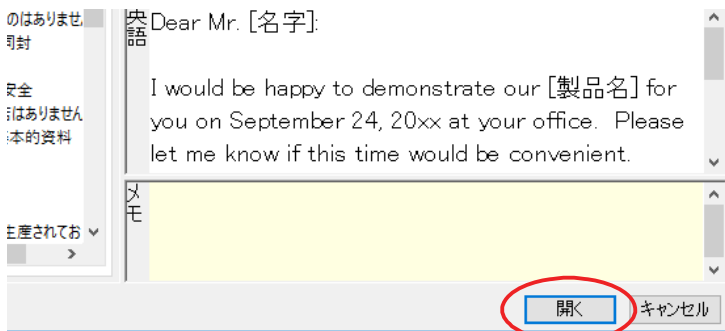 のはありませ
司封
安全
はありません
本的資料
生産されてお
英語
Dear Mr. [名字]:
I would be happy to demonstrate our [製品名] for
you on September 24, 20xx at your office.  Please
let me know if this time would be convenient.
メモ
開く
キャンセル